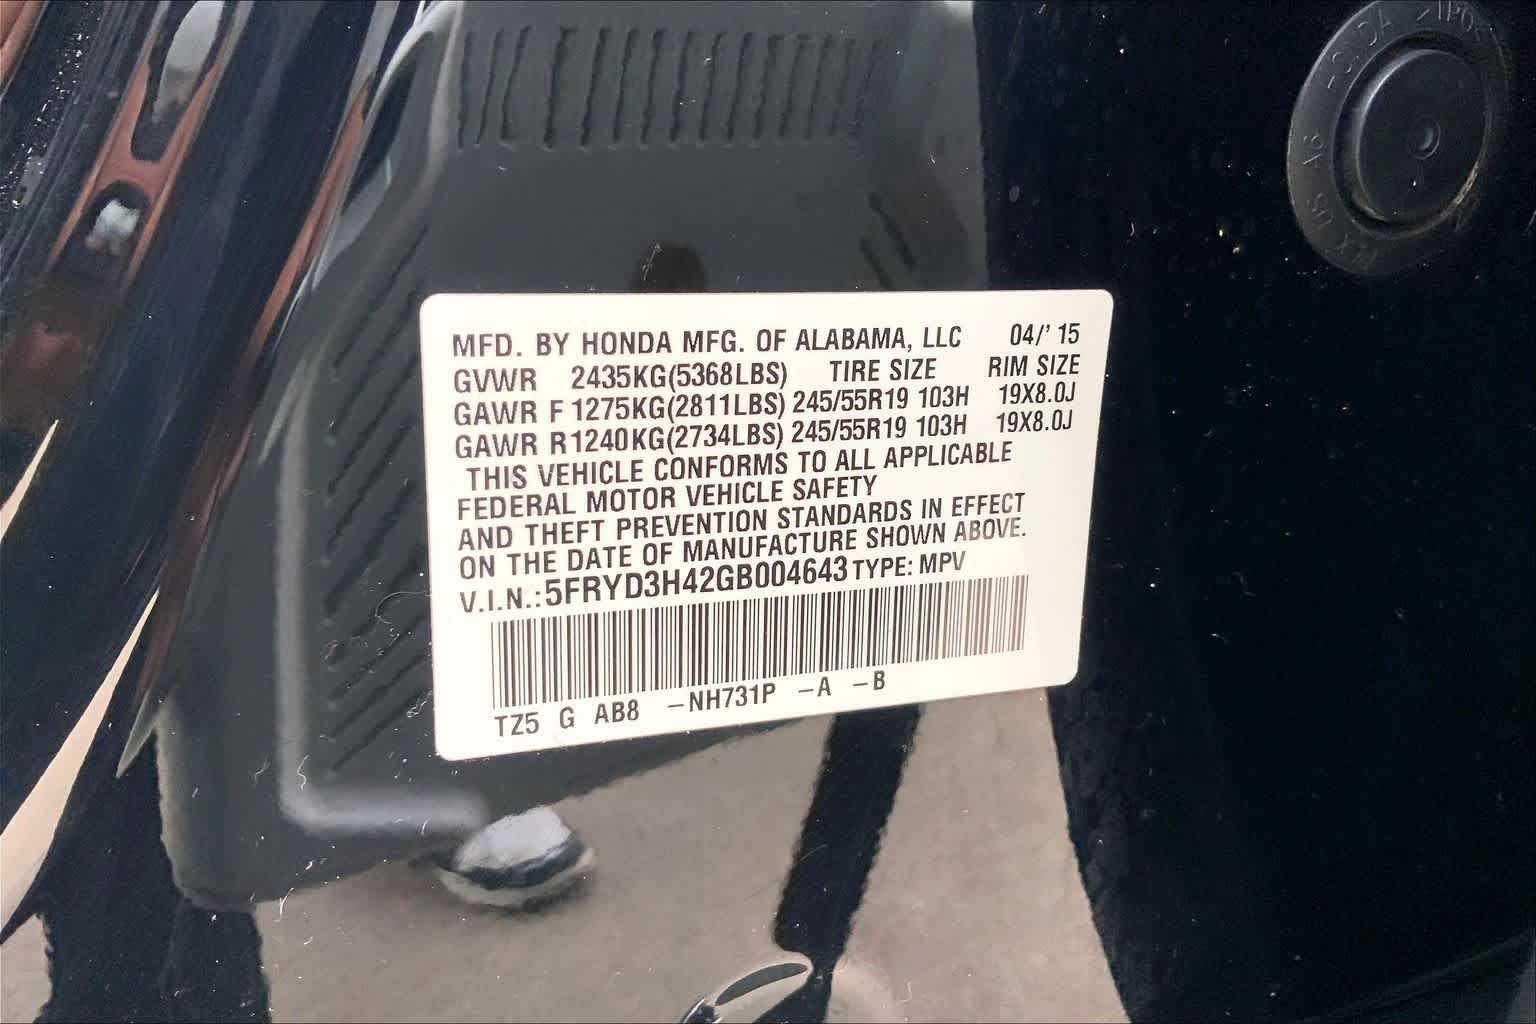 MFD. BY HONDA MFG. OF ALABAMA, LLC 04/' 15
GVWR 2435KG(5368LBS) TIRE SIZE RIM SIZE
GAWR F 1275KG(2811LBS) 245/55R19 103H 19X8.0J
GAWR R 1240KG(2734LBS) 245/55R19 103H 19X8.0J
THIS VEHICLE CONFORMS TO ALL APPLICABLE
FEDERAL MOTOR VEHICLE SAFETY
AND THEFT PREVENTION STANDARDS IN EFFECT
ON THE DATE OF MANUFACTURE SHOWN ABOVE.
V.I.N.: 5FRYD3H42GB004643 TYPE: MPV
TZ5 G AB8 -NH731P -A -B
HONDA